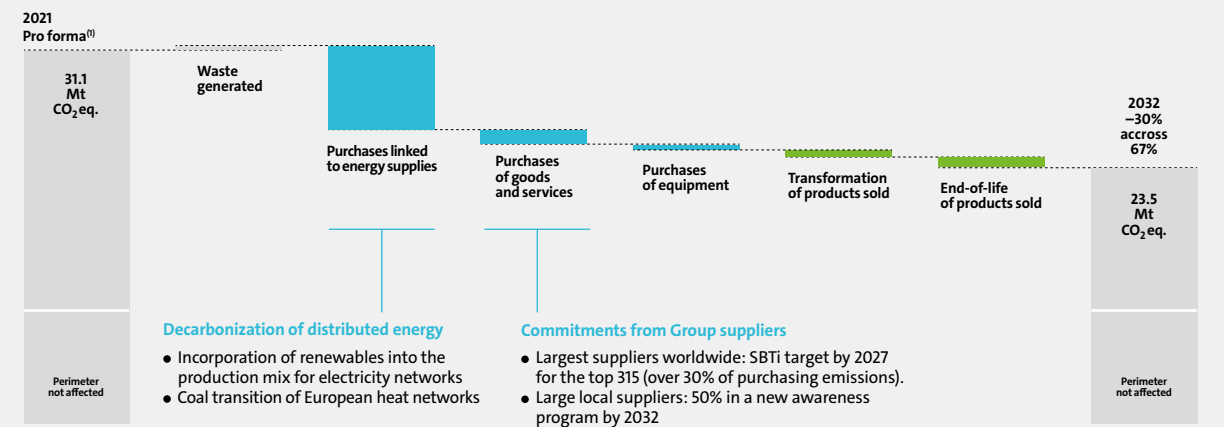 2021
Pro forma(1)
31.1
Mt
CO2 eq.
Waste
generated
Purchases linked
to energy supplies
Purchases
of goods
and services
Purchases
of equipment
Transformation
of products sold
End-of-life
of products sold
2032
–30%
accross
67%
23.5
Mt
CO2 eq.
Decarbonization of distributed energy
● Incorporation of renewables into the
production mix for electricity networks
● Coal transition of European heat networks
Commitments from Group suppliers
● Largest suppliers worldwide: SBTi target by 2027
for the top 315 (over 30% of purchasing emissions).
● Large local suppliers: 50% in a new awareness
program by 2032
Perimeter
not affected
Perimeter
not affected